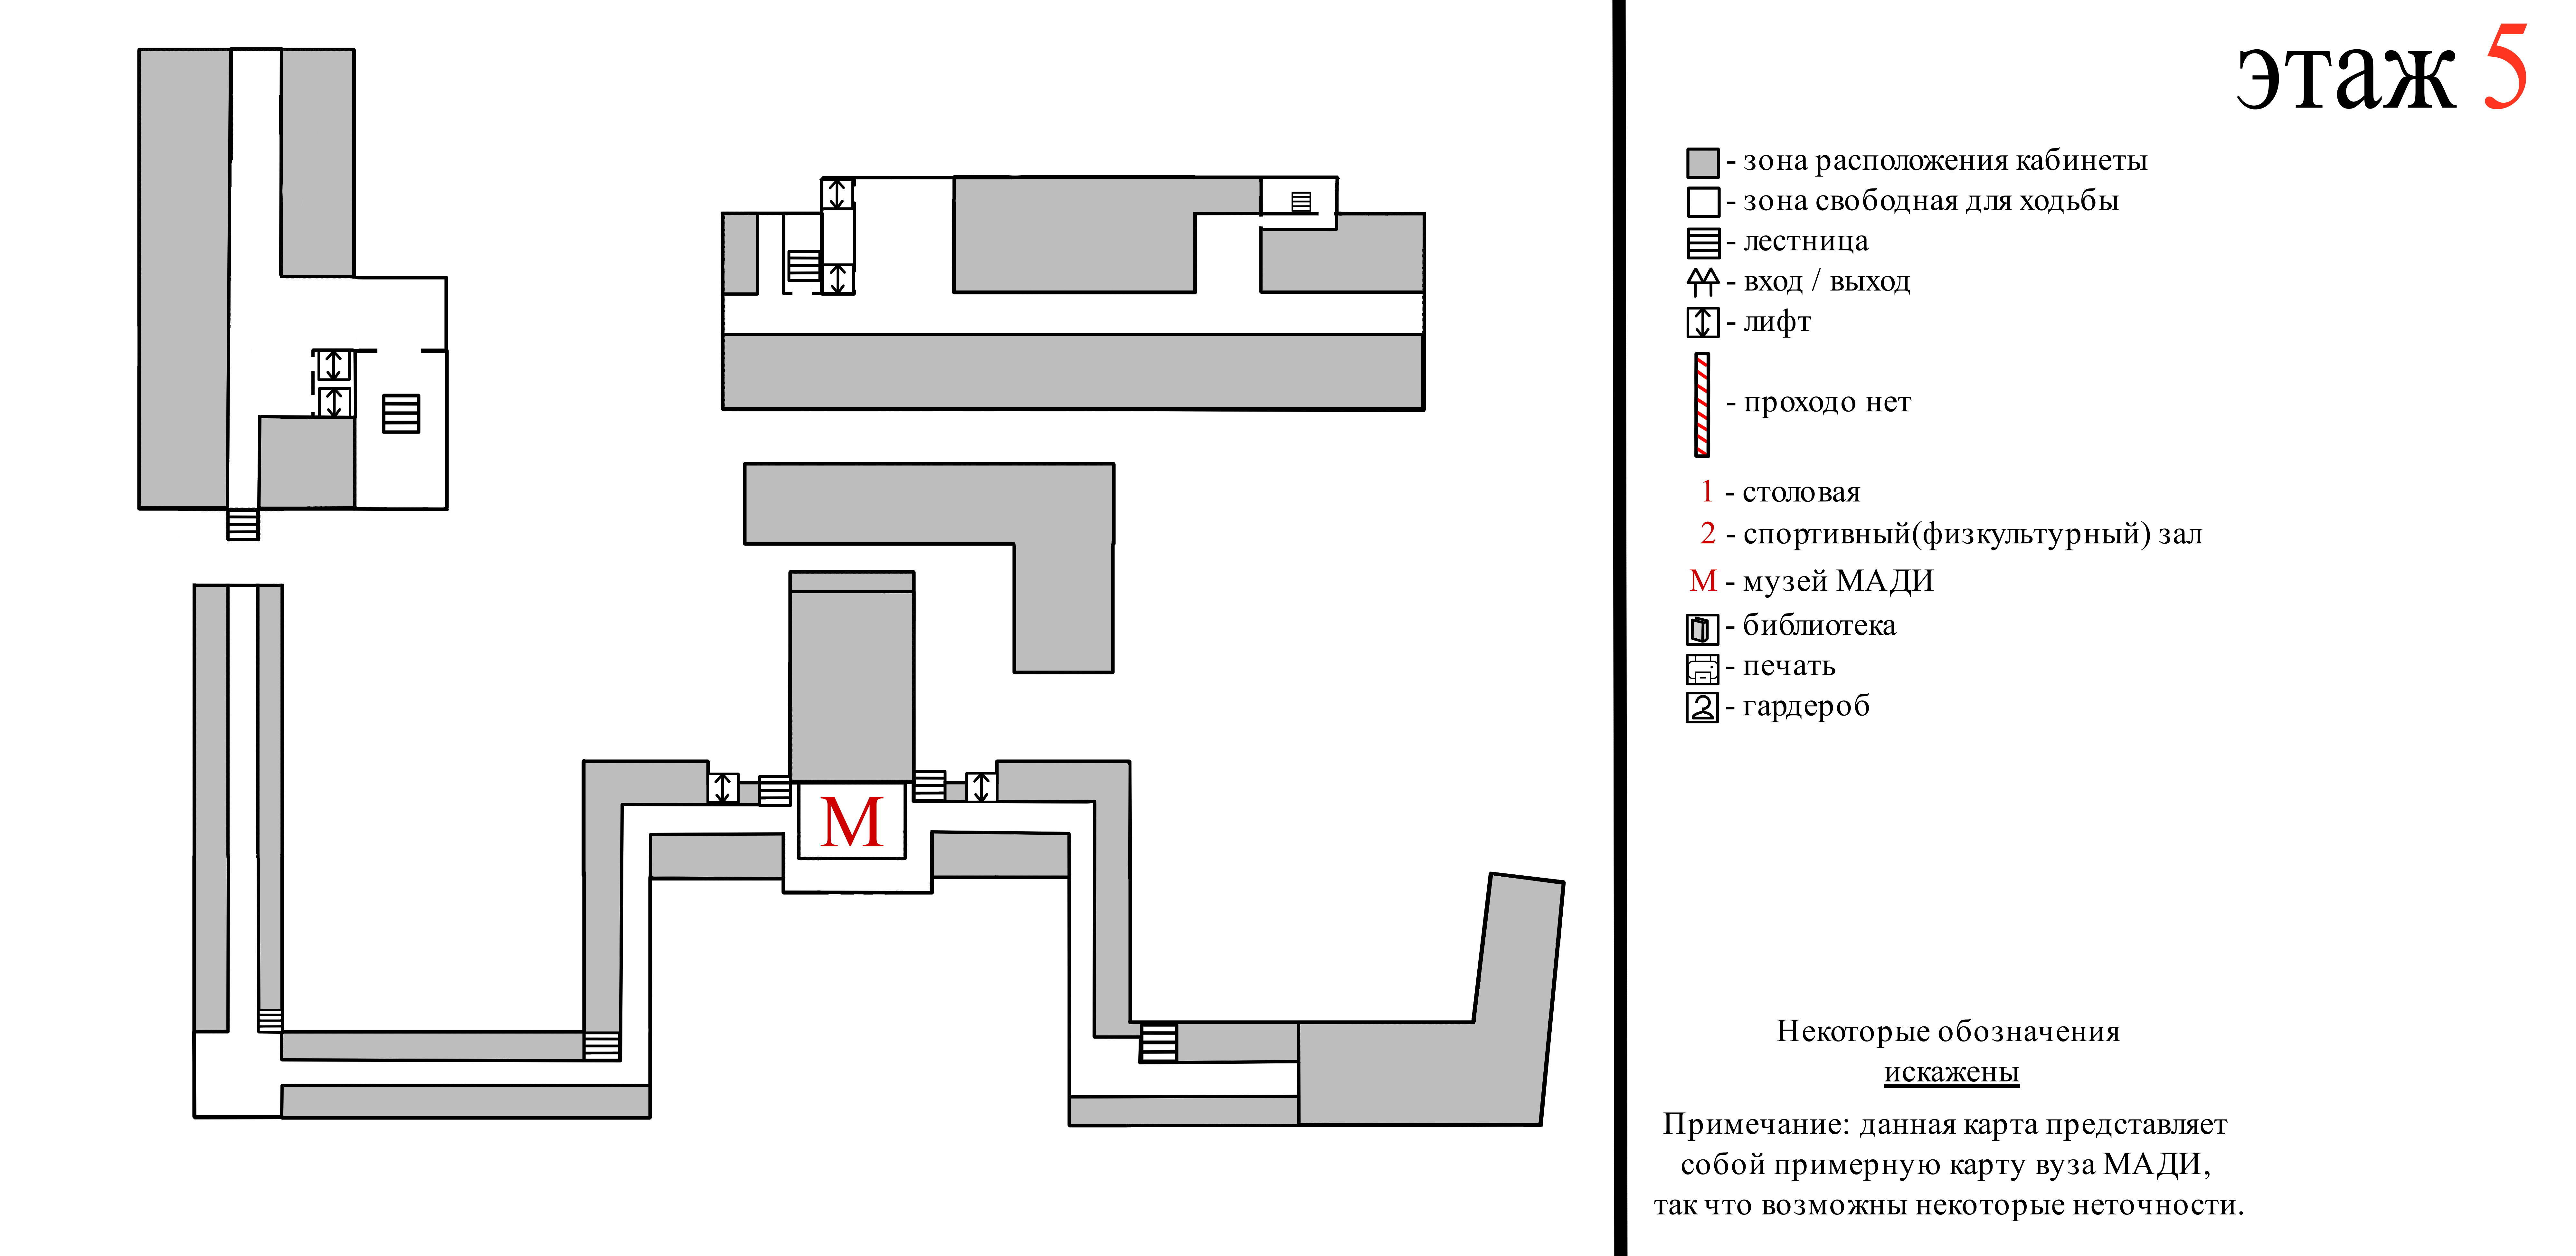 этаж 5
- зона расположения кабинеты
- зона свободная для ходьбы
- лестница
- вход / выход
- лифт
- проходо нет
1 - столовая
2 - спортивный(физкультурный) зал
М - музей МАДИ
- библиотека
- печать
- гардероб
М
Некоторые обозначения
искажены
Примечание: данная карта представляет
собой примерную карту вуза МАДИ,
так что возможны некоторые неточности.